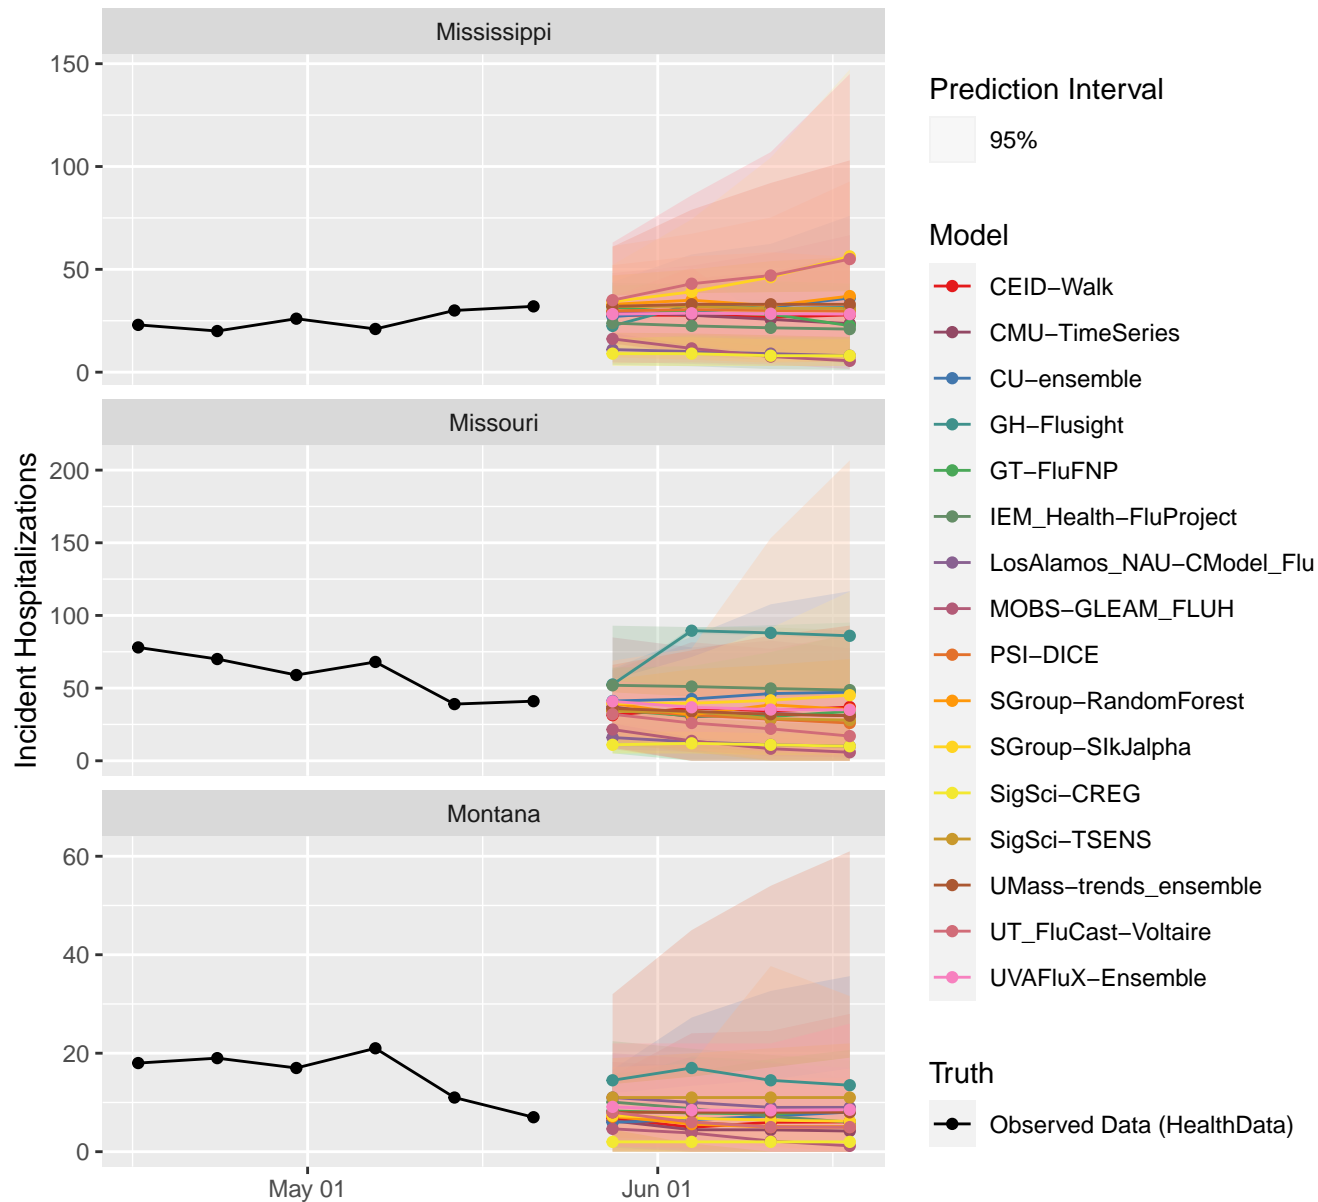 Mississippi
150
100
50
0
Missouri
200
150
100
50
0
Montana
60
40
20
0
May 01
Jun 01
Incident Hospitalizations
Prediction Interval
95%
Model
CEID−Walk
CMU−TimeSeries
CU−ensemble
GH−Flusight
GT−FluFNP
IEM_Health−FluProject
LosAlamos_NAU−CModel_Flu
MOBS−GLEAM_FLUH
PSI−DICE
SGroup−RandomForest
SGroup−SIkJalpha
SigSci−CREG
SigSci−TSENS
UMass−trends_ensemble
UT_FluCast−Voltaire
UVAFluX−Ensemble
Truth
Observed Data (HealthData)